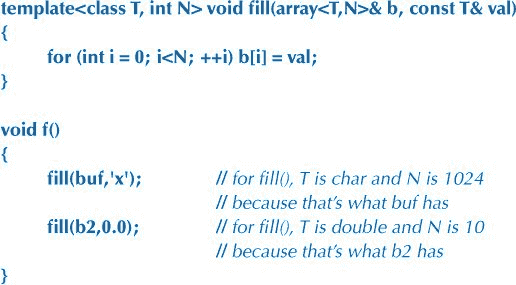 template<class T, int N> void fill(array<T,N>& b, const T& val)
{
for (int i = 0; i<N; ++i) b[i] = val;
}
void f()
{
fill(buf,'x'); // for fill(), T is char and N is 1024
// because that's what buf has
fill(b2,0.0); // for fill(), T is double and N is 10
// because that's what b2 has
}